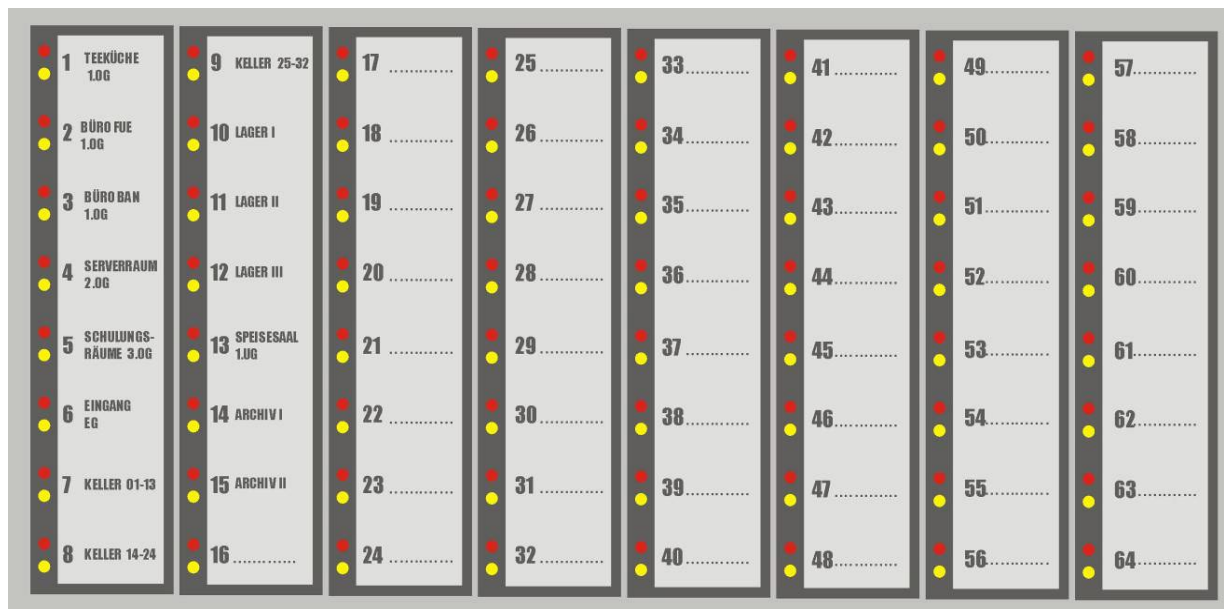 1 TEEKÜCHE
1.OG
2 BÜRO FUE
1.OG
3 BÜRO BAN
1.OG
4 SERVERRAUM
2.OG
5 SCHULUNGS-
RÄUME 3.OG
6 EINGANG
EG
7 KELLER 01-13
8 KELLER 14-24
9 KELLER 25-32
10 LAGER I
11 LAGER II
12 LAGER III
13 SPEISESAAL
1.UG
14 ARCHIV I
15 ARCHIV II
16 .............
17 .............
18 .............
19 .............
20 .............
21 .............
22 .............
23 .............
24 .............
25 .............
26 .............
27 .............
28 .............
29 .............
30 .............
31 .............
32 .............
33 .............
34 .............
35 .............
36 .............
37 .............
38 .............
39 .............
40 .............
41 .............
42 .............
43 .............
44 .............
45 .............
46 .............
47 .............
48 .............
49 .............
50 .............
51 .............
52 .............
53 .............
54 .............
55 .............
56 .............
57 .............
58 .............
59 .............
60 .............
61 .............
62 .............
63 .............
64 .............